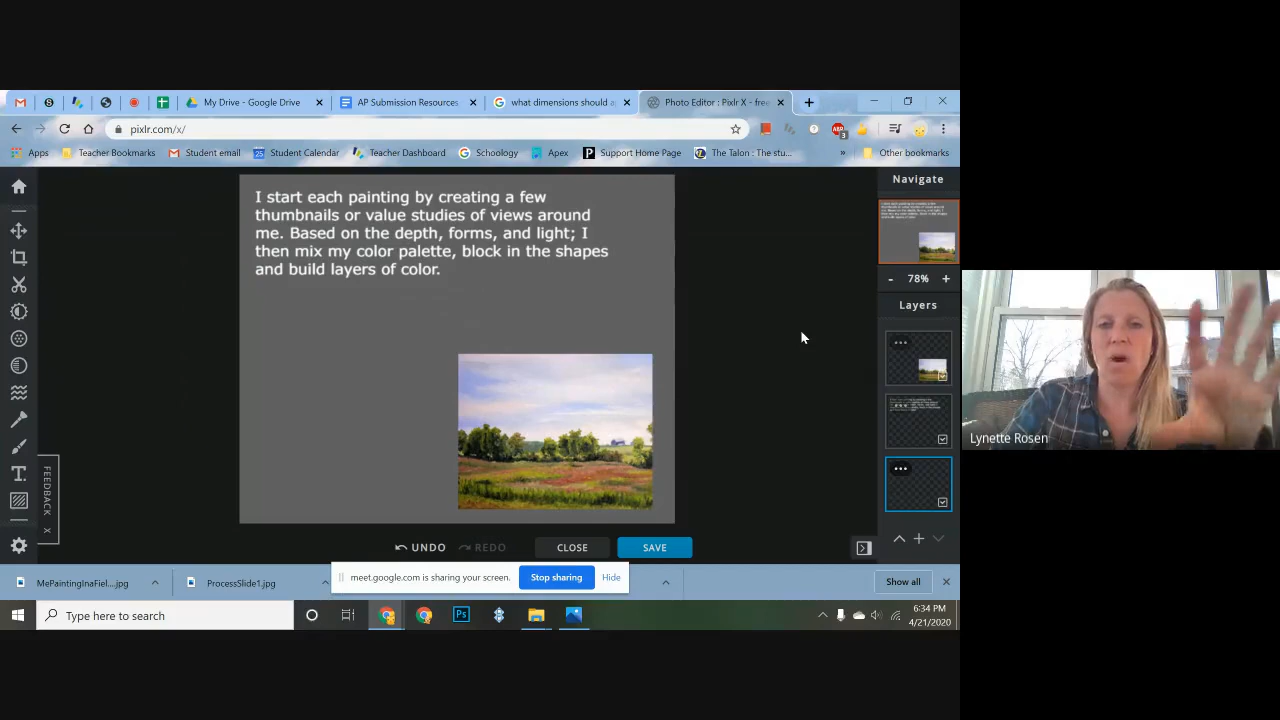 My Drive - Google Drive
AP Submission Resources
what dimensions should a
Photo Editor : Pixlr X - free
pixlr.com/x/
Apps
Teacher Bookmarks
Student email
Student Calendar
Teacher Dashboard
Schoology
Apex
Support Home Page
The Talon : The stu...
Other bookmarks
I start each painting by creating a few
thumbnails or value studies of views around
me. Based on the depth, forms, and light; I
then mix my color palette, block in the shapes
and build layers of color.
Navigate
- 78% +
Layers
FEEDBACK X
UNDO
REDO
CLOSE
SAVE
MePaintingInaFiel....jpg
ProcessSlide1.jpg
meet.google.com is sharing your screen.
Stop sharing
Hide
Show all
Type here to search
Ps
6:34 PM
4/21/2020
Lynette Rosen